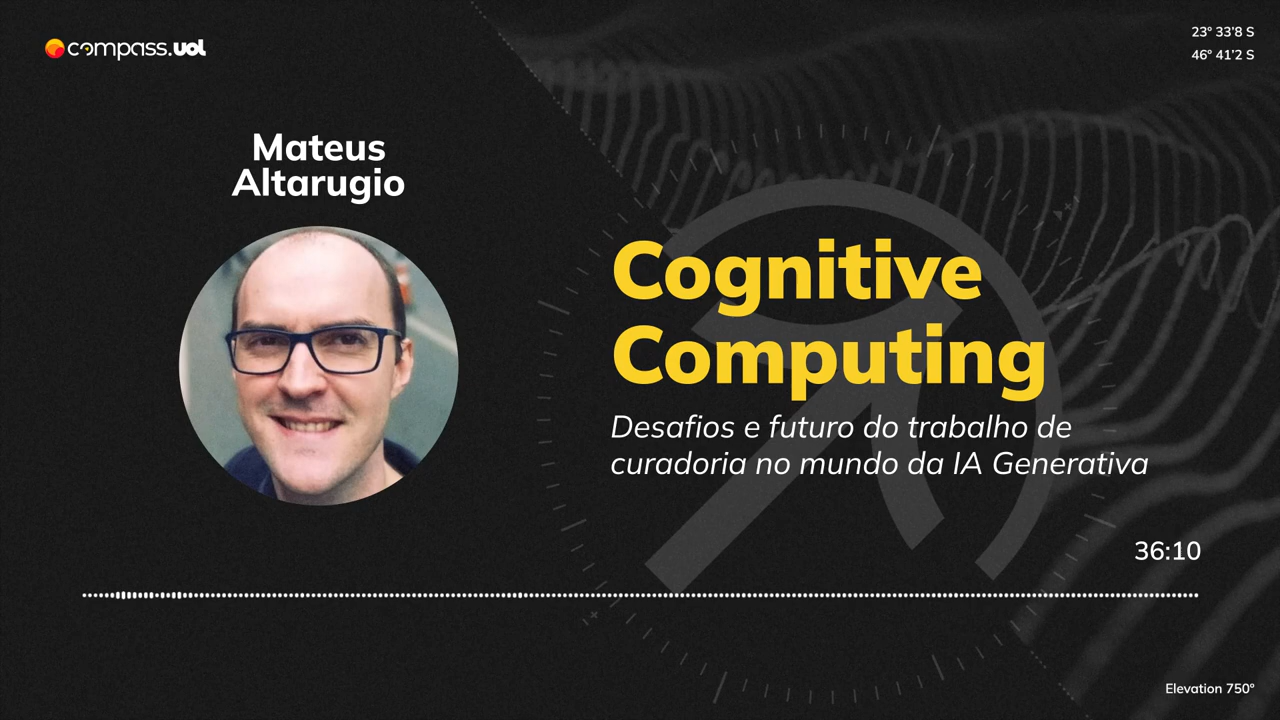 compass.uol
23° 33'8 S
46° 41'2 S
Mateus
Altarugio
Cognitive
Computing
Desafios e futuro do trabalho de
curadoria no mundo da IA Generativa
36:10
Elevation 750°